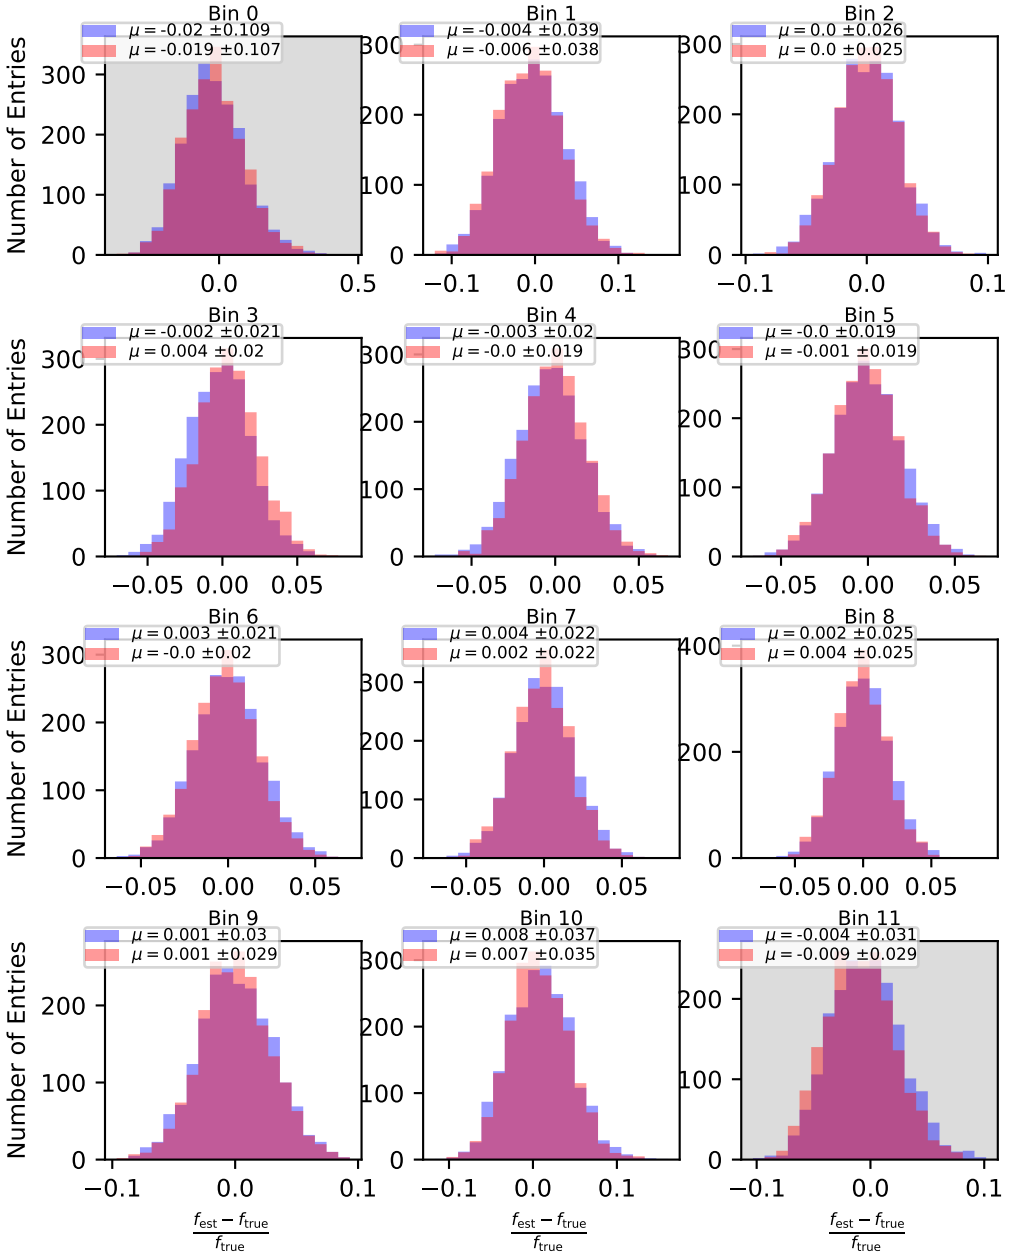 Bin 0
μ = -0.02 ±0.109
μ = -0.019 ±0.107
Number of Entries
300
200
100
0
0.0
0.5
Bin 1
μ = -0.004 ±0.039
μ = -0.006 ±0.038
300
200
100
0
−0.1
0.0
0.1
Bin 2
μ = 0.0 ±0.026
μ = 0.0 ±0.025
300
200
100
0
−0.1
0.0
0.1
Bin 3
μ = -0.002 ±0.021
μ = 0.004 ±0.02
Number of Entries
300
200
100
0
−0.05
0.00
0.05
Bin 4
μ = -0.003 ±0.02
μ = -0.0 ±0.019
300
200
100
0
−0.05
0.00
0.05
Bin 5
μ = -0.0 ±0.019
μ = -0.001 ±0.019
300
200
100
0
−0.05
0.00
0.05
Bin 6
μ = 0.003 ±0.021
μ = -0.0 ±0.02
Number of Entries
300
200
100
0
−0.05
0.00
0.05
Bin 7
μ = 0.004 ±0.022
μ = 0.002 ±0.022
300
200
100
0
−0.05
0.00
0.05
Bin 8
μ = 0.002 ±0.025
μ = 0.004 ±0.025
400
200
0
−0.05
0.00
0.05
Bin 9
μ = 0.001 ±0.03
μ = 0.001 ±0.029
Number of Entries
200
100
0
−0.1
0.0
0.1
f_est − f_true
f_true
Bin 10
μ = 0.008 ±0.037
μ = 0.007 ±0.035
300
200
100
0
−0.1
0.0
0.1
f_est − f_true
f_true
Bin 11
μ = -0.004 ±0.031
μ = -0.009 ±0.029
200
100
0
−0.1
0.0
0.1
f_est − f_true
f_true